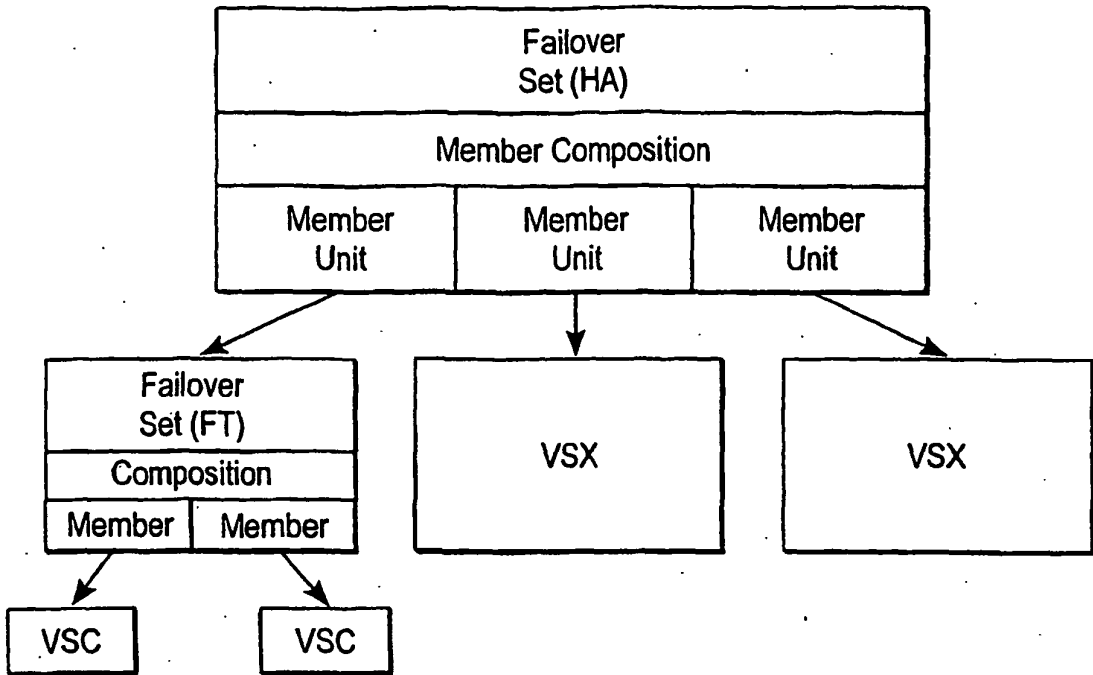 Failover
Set (HA)
Member Composition
Member
Unit
Member
Unit
Member
Unit
Failover
Set (FT)
Composition
Member
Member
VSX
VSX
VSC
VSC